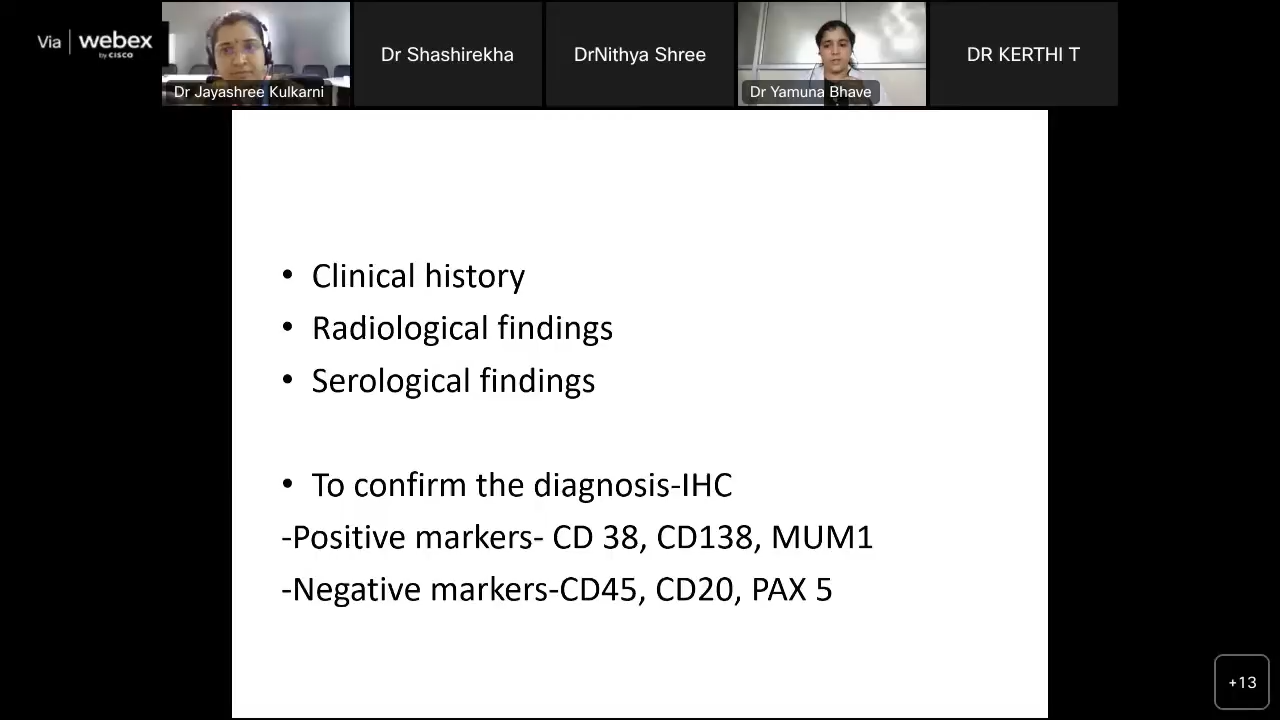 Via webex
by CISCO
Dr Jayashree Kulkarni
Dr Shashirekha
DrNithya Shree
Dr Yamuna Bhave
DR KERTHI T
• Clinical history
• Radiological findings
• Serological findings
• To confirm the diagnosis-IHC
-Positive markers- CD 38, CD138, MUM1
-Negative markers-CD45, CD20, PAX 5
+13